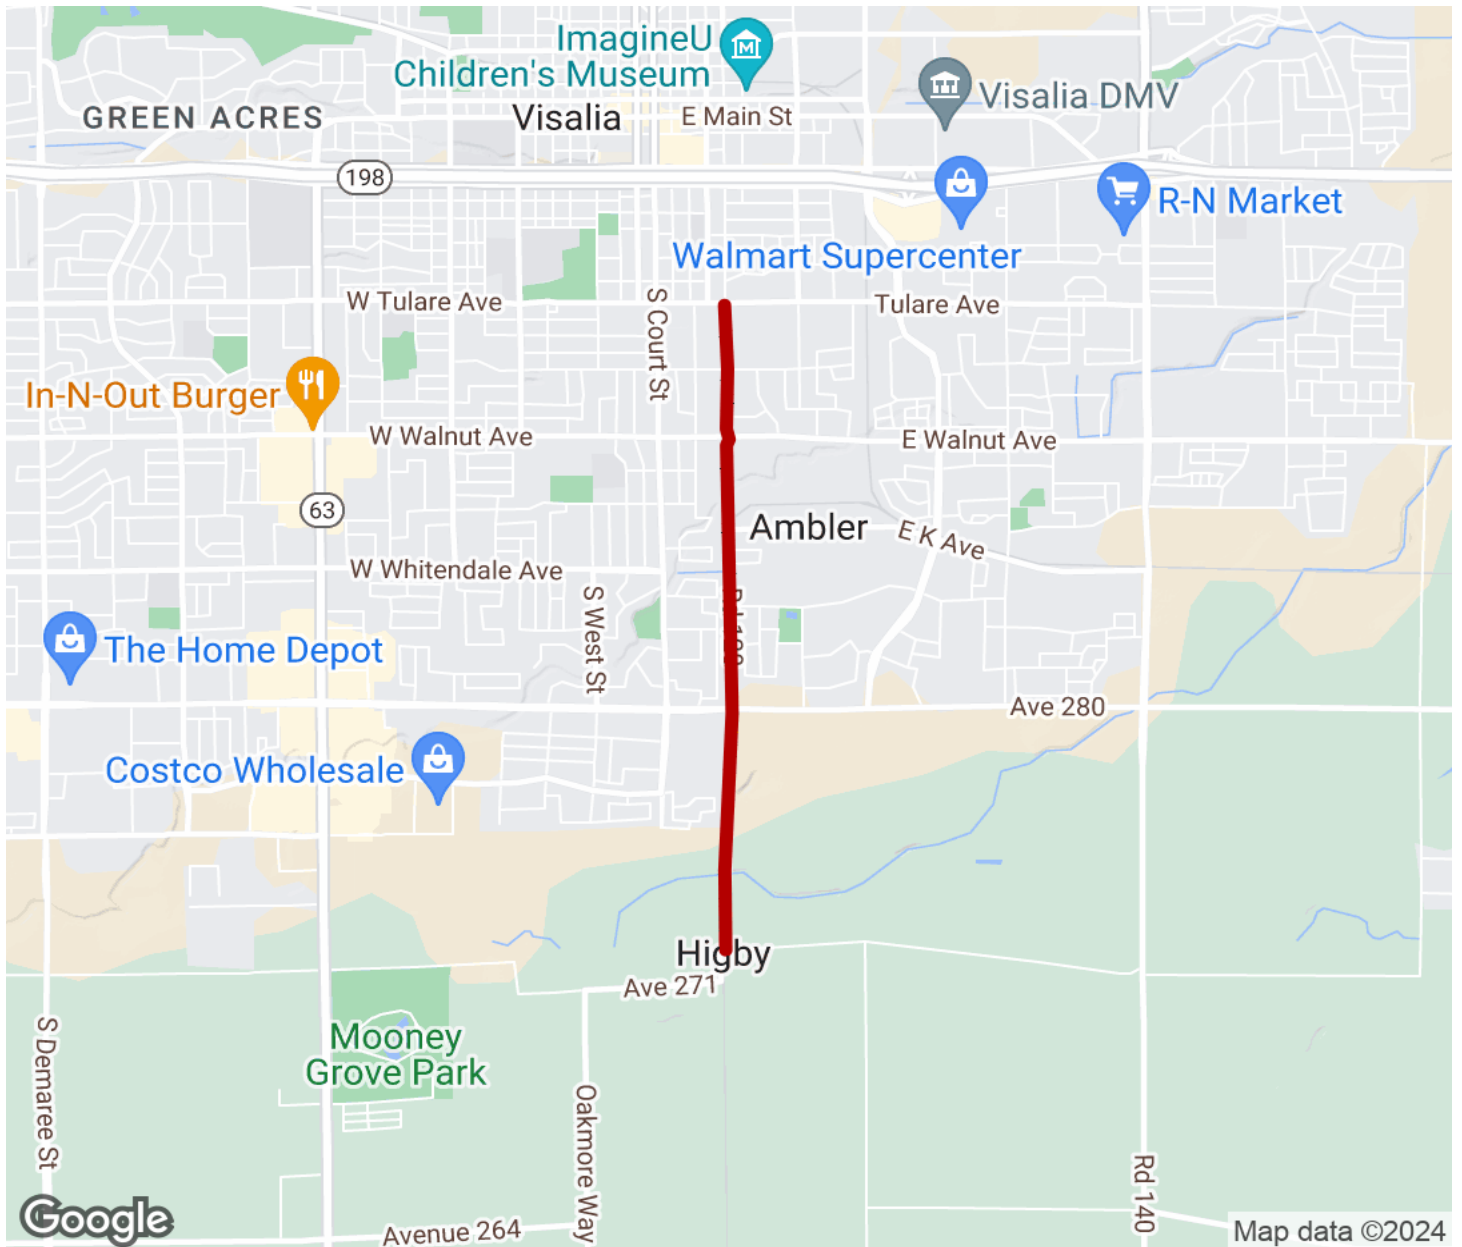 ImagineU
Children's Museum
Visalia DMV
GREEN ACRES
Visalia
E Main St
198
R-N Market
Walmart Supercenter
W Tulare Ave
S Court St
Tulare Ave
In-N-Out Burger
W Walnut Ave
E Walnut Ave
63
Ambler
E K Ave
W Whitendale Ave
S West St
The Home Depot
Ave 280
Costco Wholesale
Higby
Ave 271
Mooney
Grove Park
S Demaree St
Oakmore Way
Rd 140
Avenue 264
Google
Map data ©2024